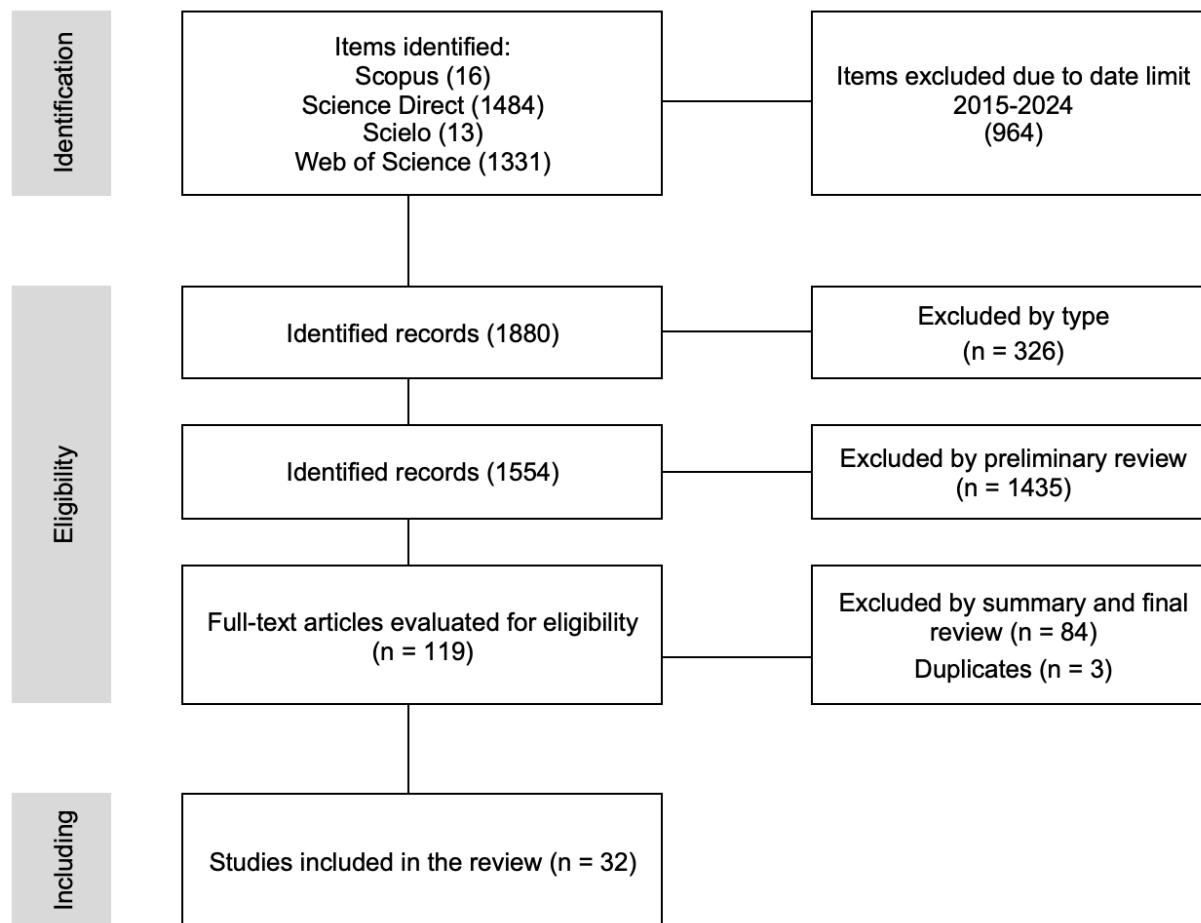 Identification
Items identified:
Scopus (16)
Science Direct (1484)
Scielo (13)
Web of Science (1331)
Items excluded due to date limit
2015-2024
(964)
Eligibility
Identified records (1880)
Excluded by type
(n = 326)
Identified records (1554)
Excluded by preliminary review
(n = 1435)
Full-text articles evaluated for eligibility
(n = 119)
Excluded by summary and final
review (n = 84)
Duplicates (n = 3)
Including
Studies included in the review (n = 32)